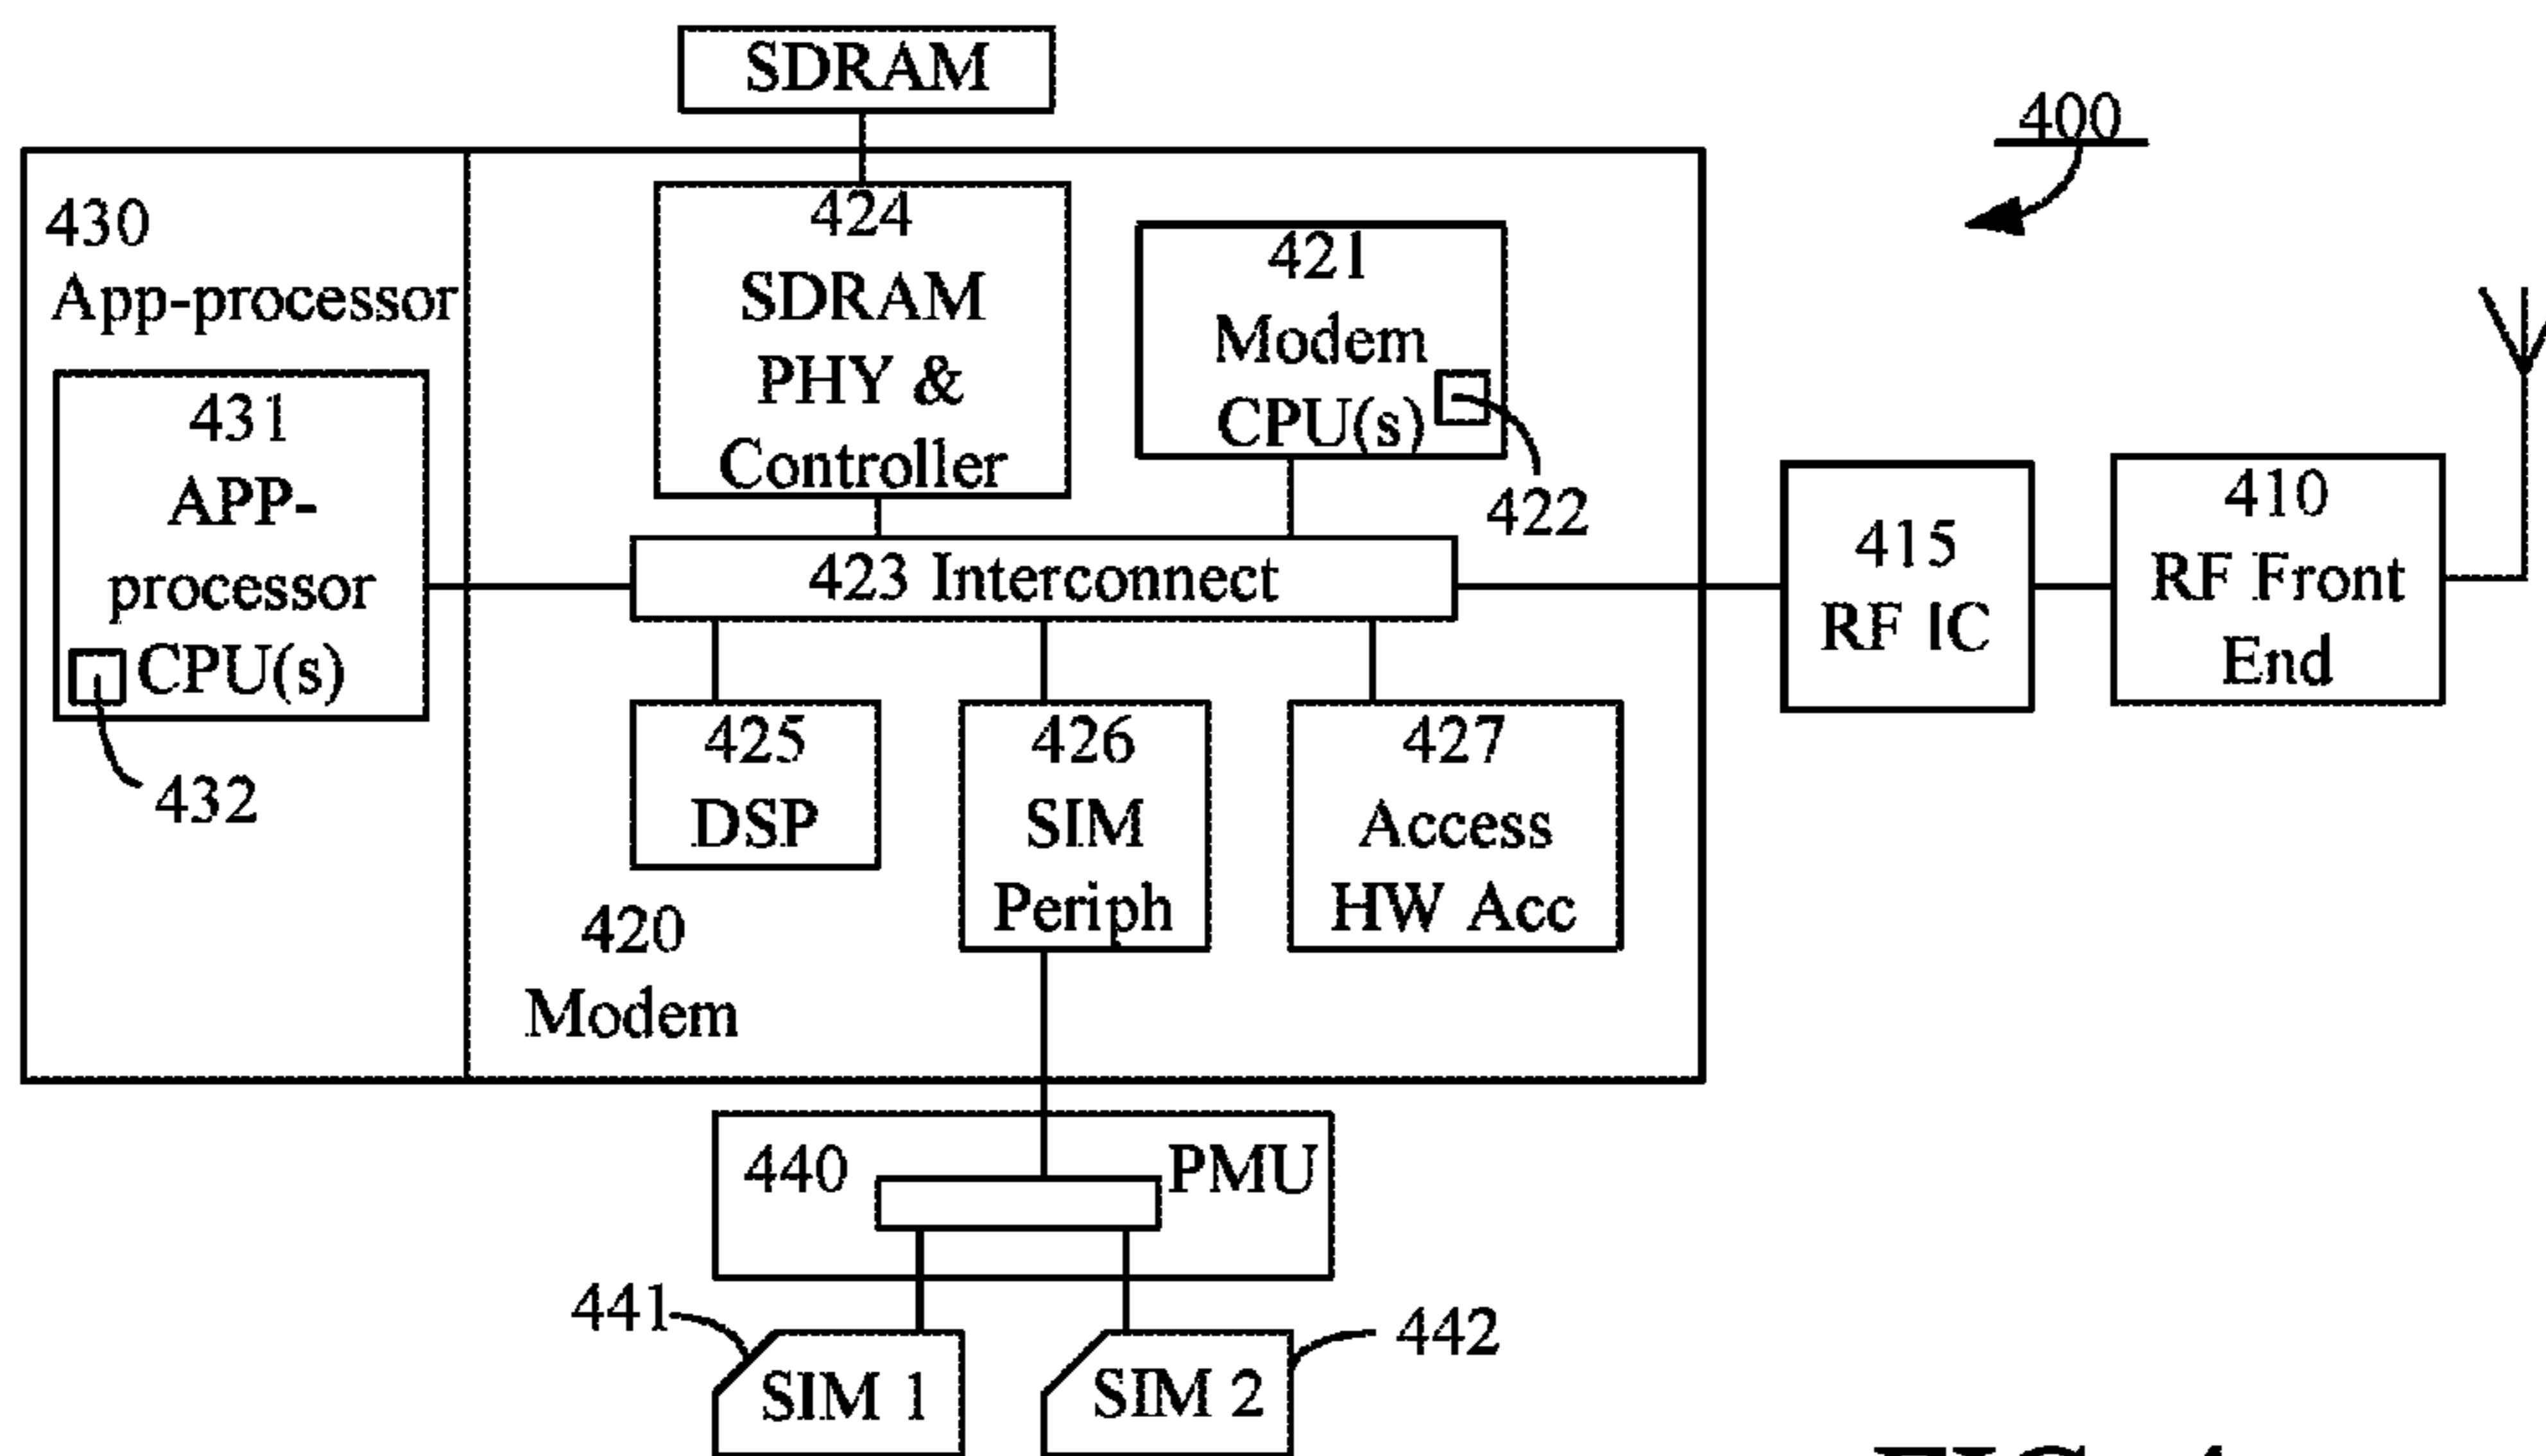 SDRAM
400
430
App-processor
424
SDRAM
PHY &
Controller
421
Modem
CPU(s)
422
431
APP-
processor
CPU(s)
432
423 Interconnect
415
RF IC
410
RF Front
End
425
DSP
426
SIM
Periph
427
Access
HW Acc
420
Modem
440
PMU
441
SIM 1
SIM 2
442